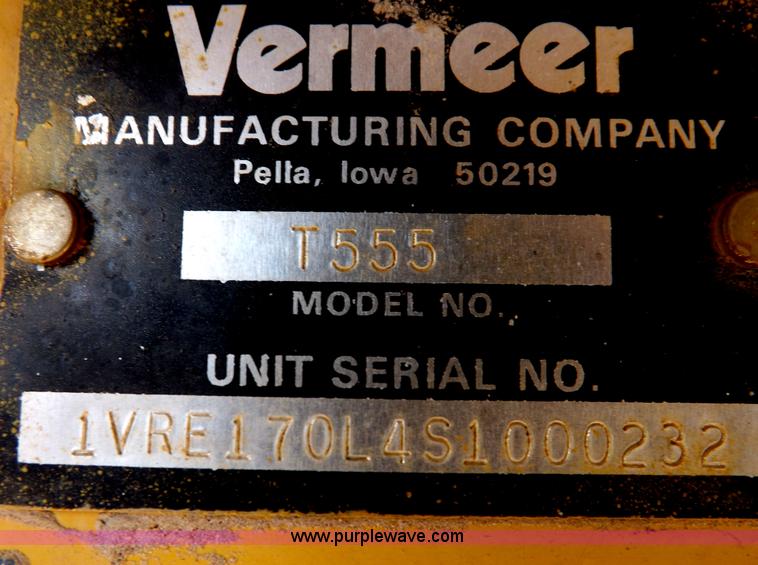 Vermeer
MANUFACTURING COMPANY
Pella, Iowa 50219
T555
MODEL NO.
UNIT SERIAL NO.
1VRE170L4S1000232
www.purplewave.com